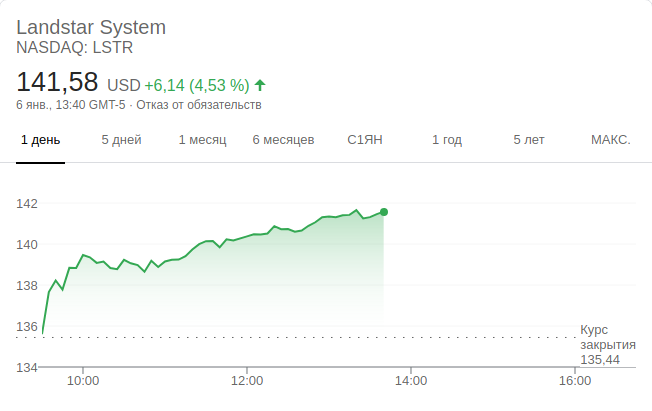 Landstar System
NASDAQ: LSTR
141,58 USD +6,14 (4,53 %)
6 янв., 13:40 GMT-5 · Отказ от обязательств
1 день 5 дней 1 месяц 6 месяцев С1ЯН 1 год 5 лет МАКС.
142
140
138
136
Курс
закрытия
135,44
134
10:00 12:00 14:00 16:00